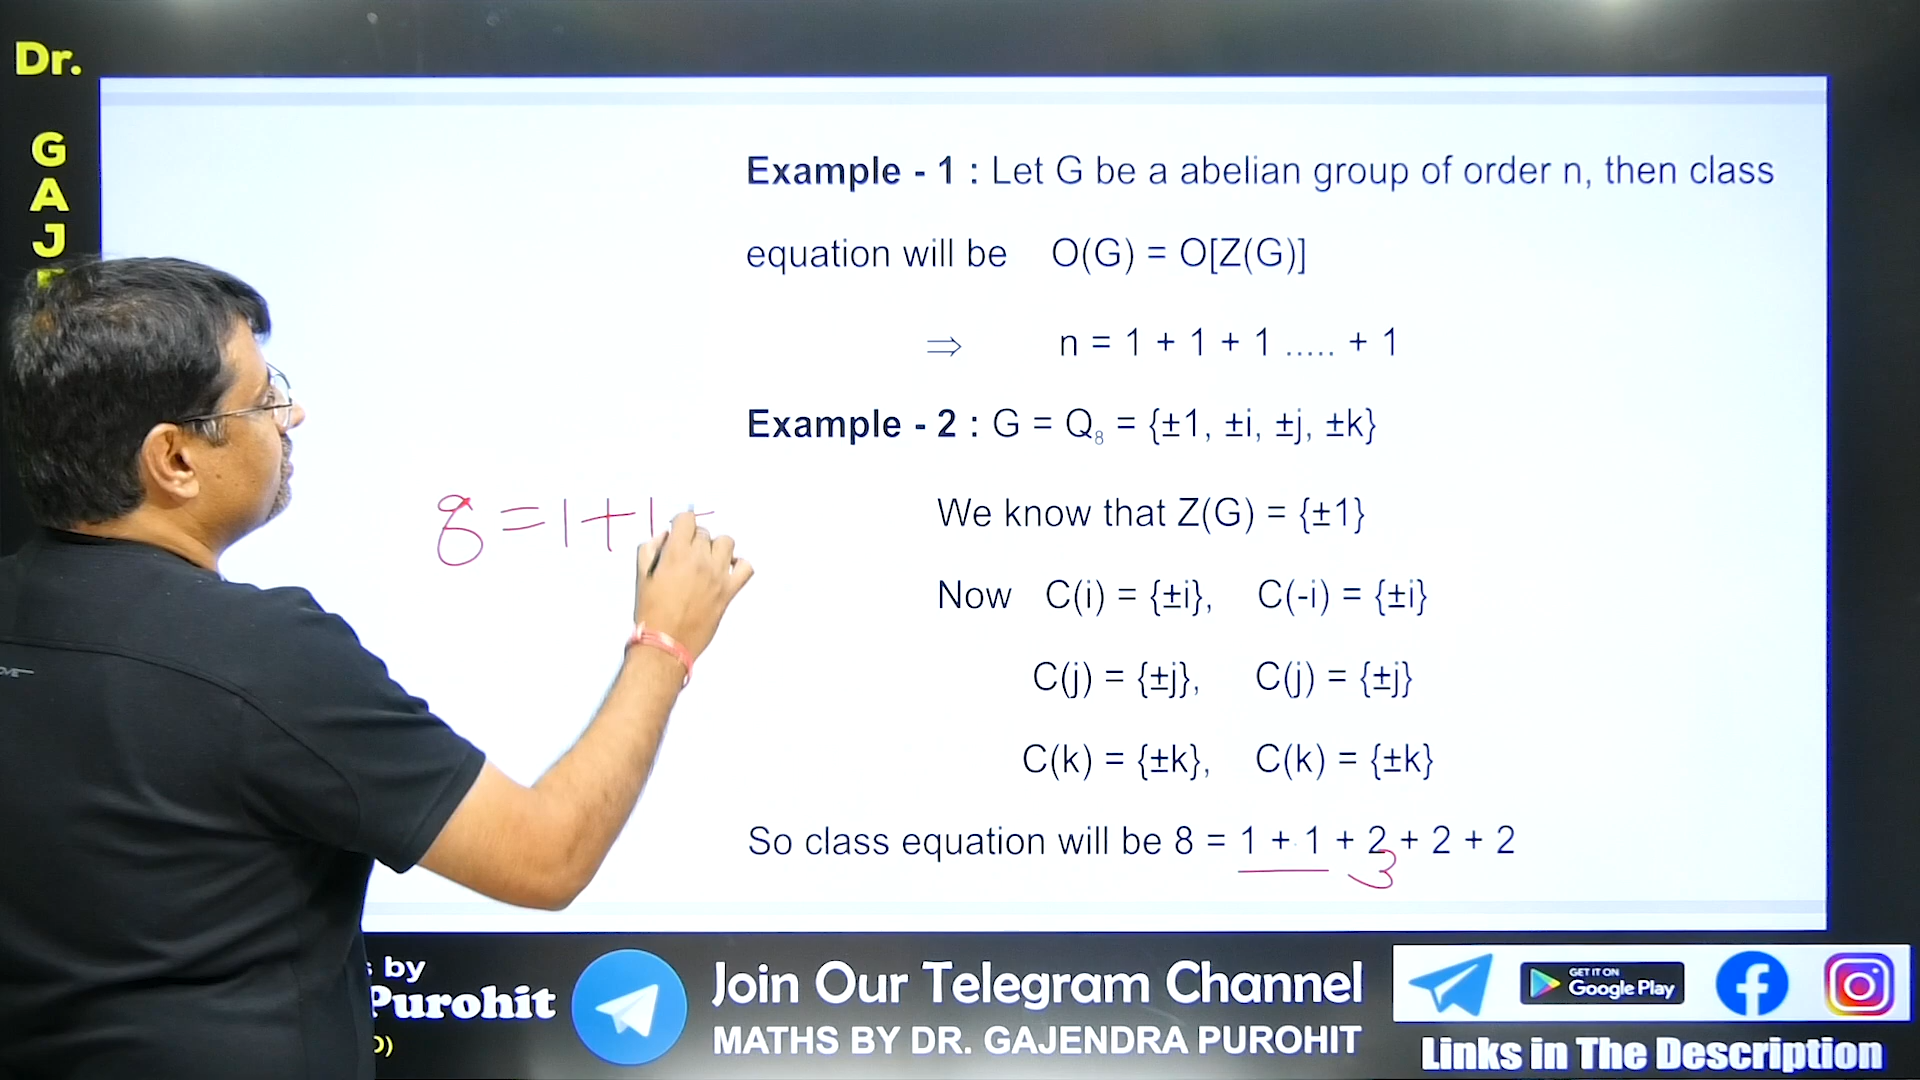 Dr.
G
A
J
Example - 1 : Let G be a abelian group of order n, then class
equation will be O(G) = O[Z(G)]
⇒ n = 1 + 1 + 1 ..... + 1
Example - 2 : G = Q₈ = {±1, ±i, ±j, ±k}
8 = 1 + 1 +
We know that Z(G) = {±1}
Now C(i) = {±i}, C(-i) = {±i}
C(j) = {±j}, C(j) = {±j}
C(k) = {±k}, C(k) = {±k}
So class equation will be 8 = 1 + 1 + 2 + 2 + 2
3
by
Purohit
Join Our Telegram Channel
MATHS BY DR. GAJENDRA PUROHIT
GET IT ON
Google Play
Links in The Description